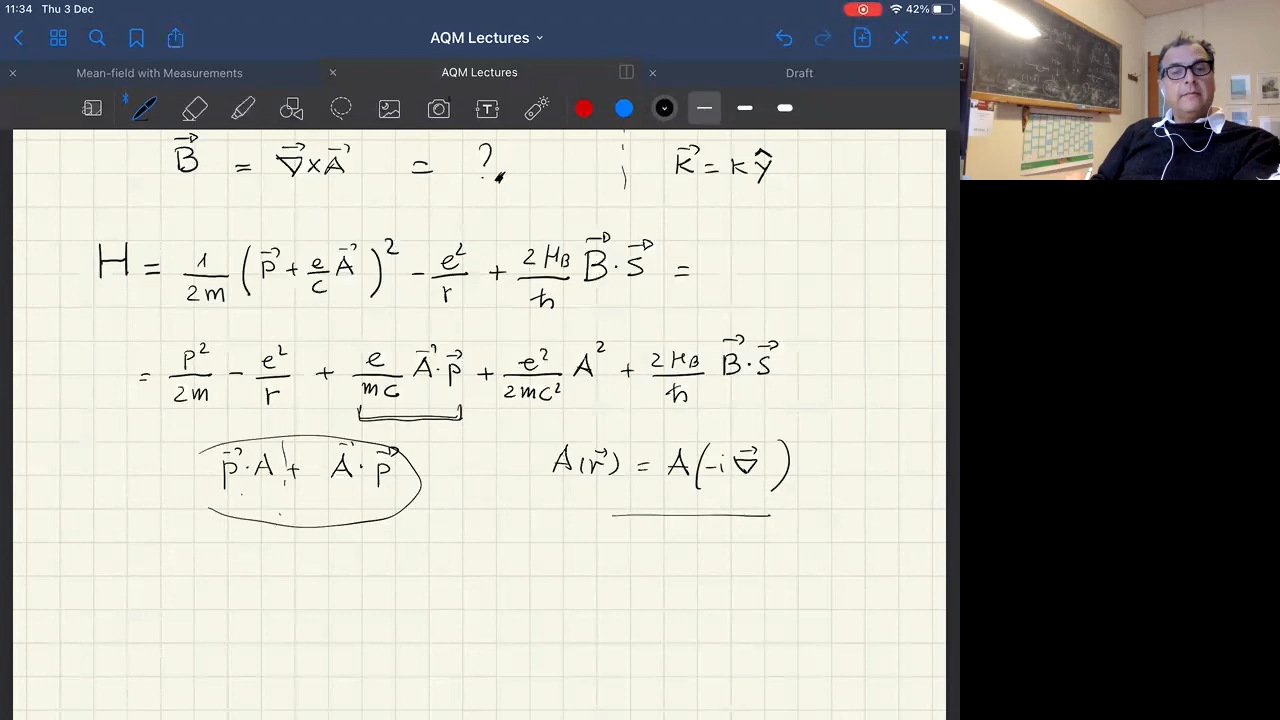 11:34 Thu 3 Dec 42%
AQM Lectures
Mean-field with Measurements AQM Lectures Draft
B⃗ = ∇⃗ × A⃗ = ? k⃗ = k ŷ
H = 1/2m (p⃗ + e/c A⃗)² - e²/r + 2μ_B/ħ B⃗ · S⃗ =
= p²/2m - e²/r + e/mc A⃗ · p⃗ + e²/2mc² A² + 2μ_B/ħ B⃗ · S⃗
p⃗ · A + A⃗ · p⃗ A(r⃗) = A(-i ∇⃗)